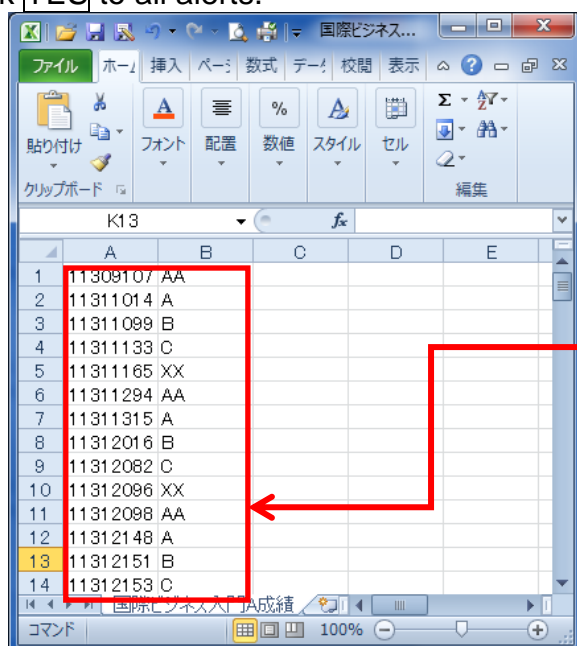 YES to all alerts.
国際ビジネス...
ファイル ホーム 挿入 ページ 数式 データ 校閲 表示
貼り付け フォント 配置 数値 スタイル セル
クリップボード 編集
K13 fx
A B C D E
1 11309107 AA
2 11311014 A
3 11311099 B
4 11311133 C
5 11311165 XX
6 11311294 AA
7 11311315 A
8 11312016 B
9 11312082 C
10 11312096 XX
11 11312098 AA
12 11312148 A
13 11312151 B
14 11312153 C
国際ビジネス入門A成績
コマンド 100%